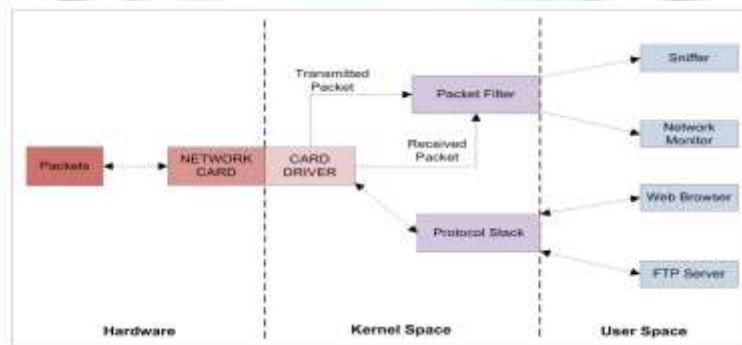 Transmitted
Packet
Sniffer
Packet Filter
Network
Monitor
Received
Packet
Packets
NETWORK
CARD
CARD
DRIVER
Web Browser
Protocol Stack
FTP Server
Hardware
Kernel Space
User Space